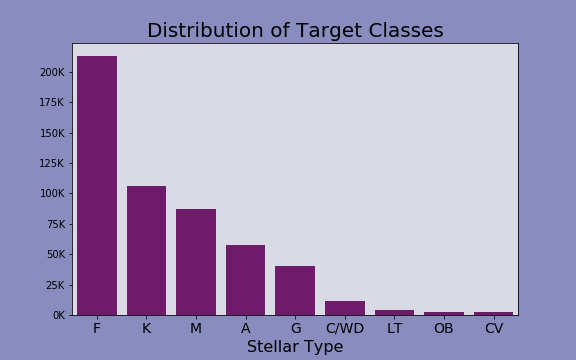 Distribution of Target Classes
200K
175K
150K
125K
100K
75K
50K
25K
0K
F K M A G C/WD LT OB CV
Stellar Type